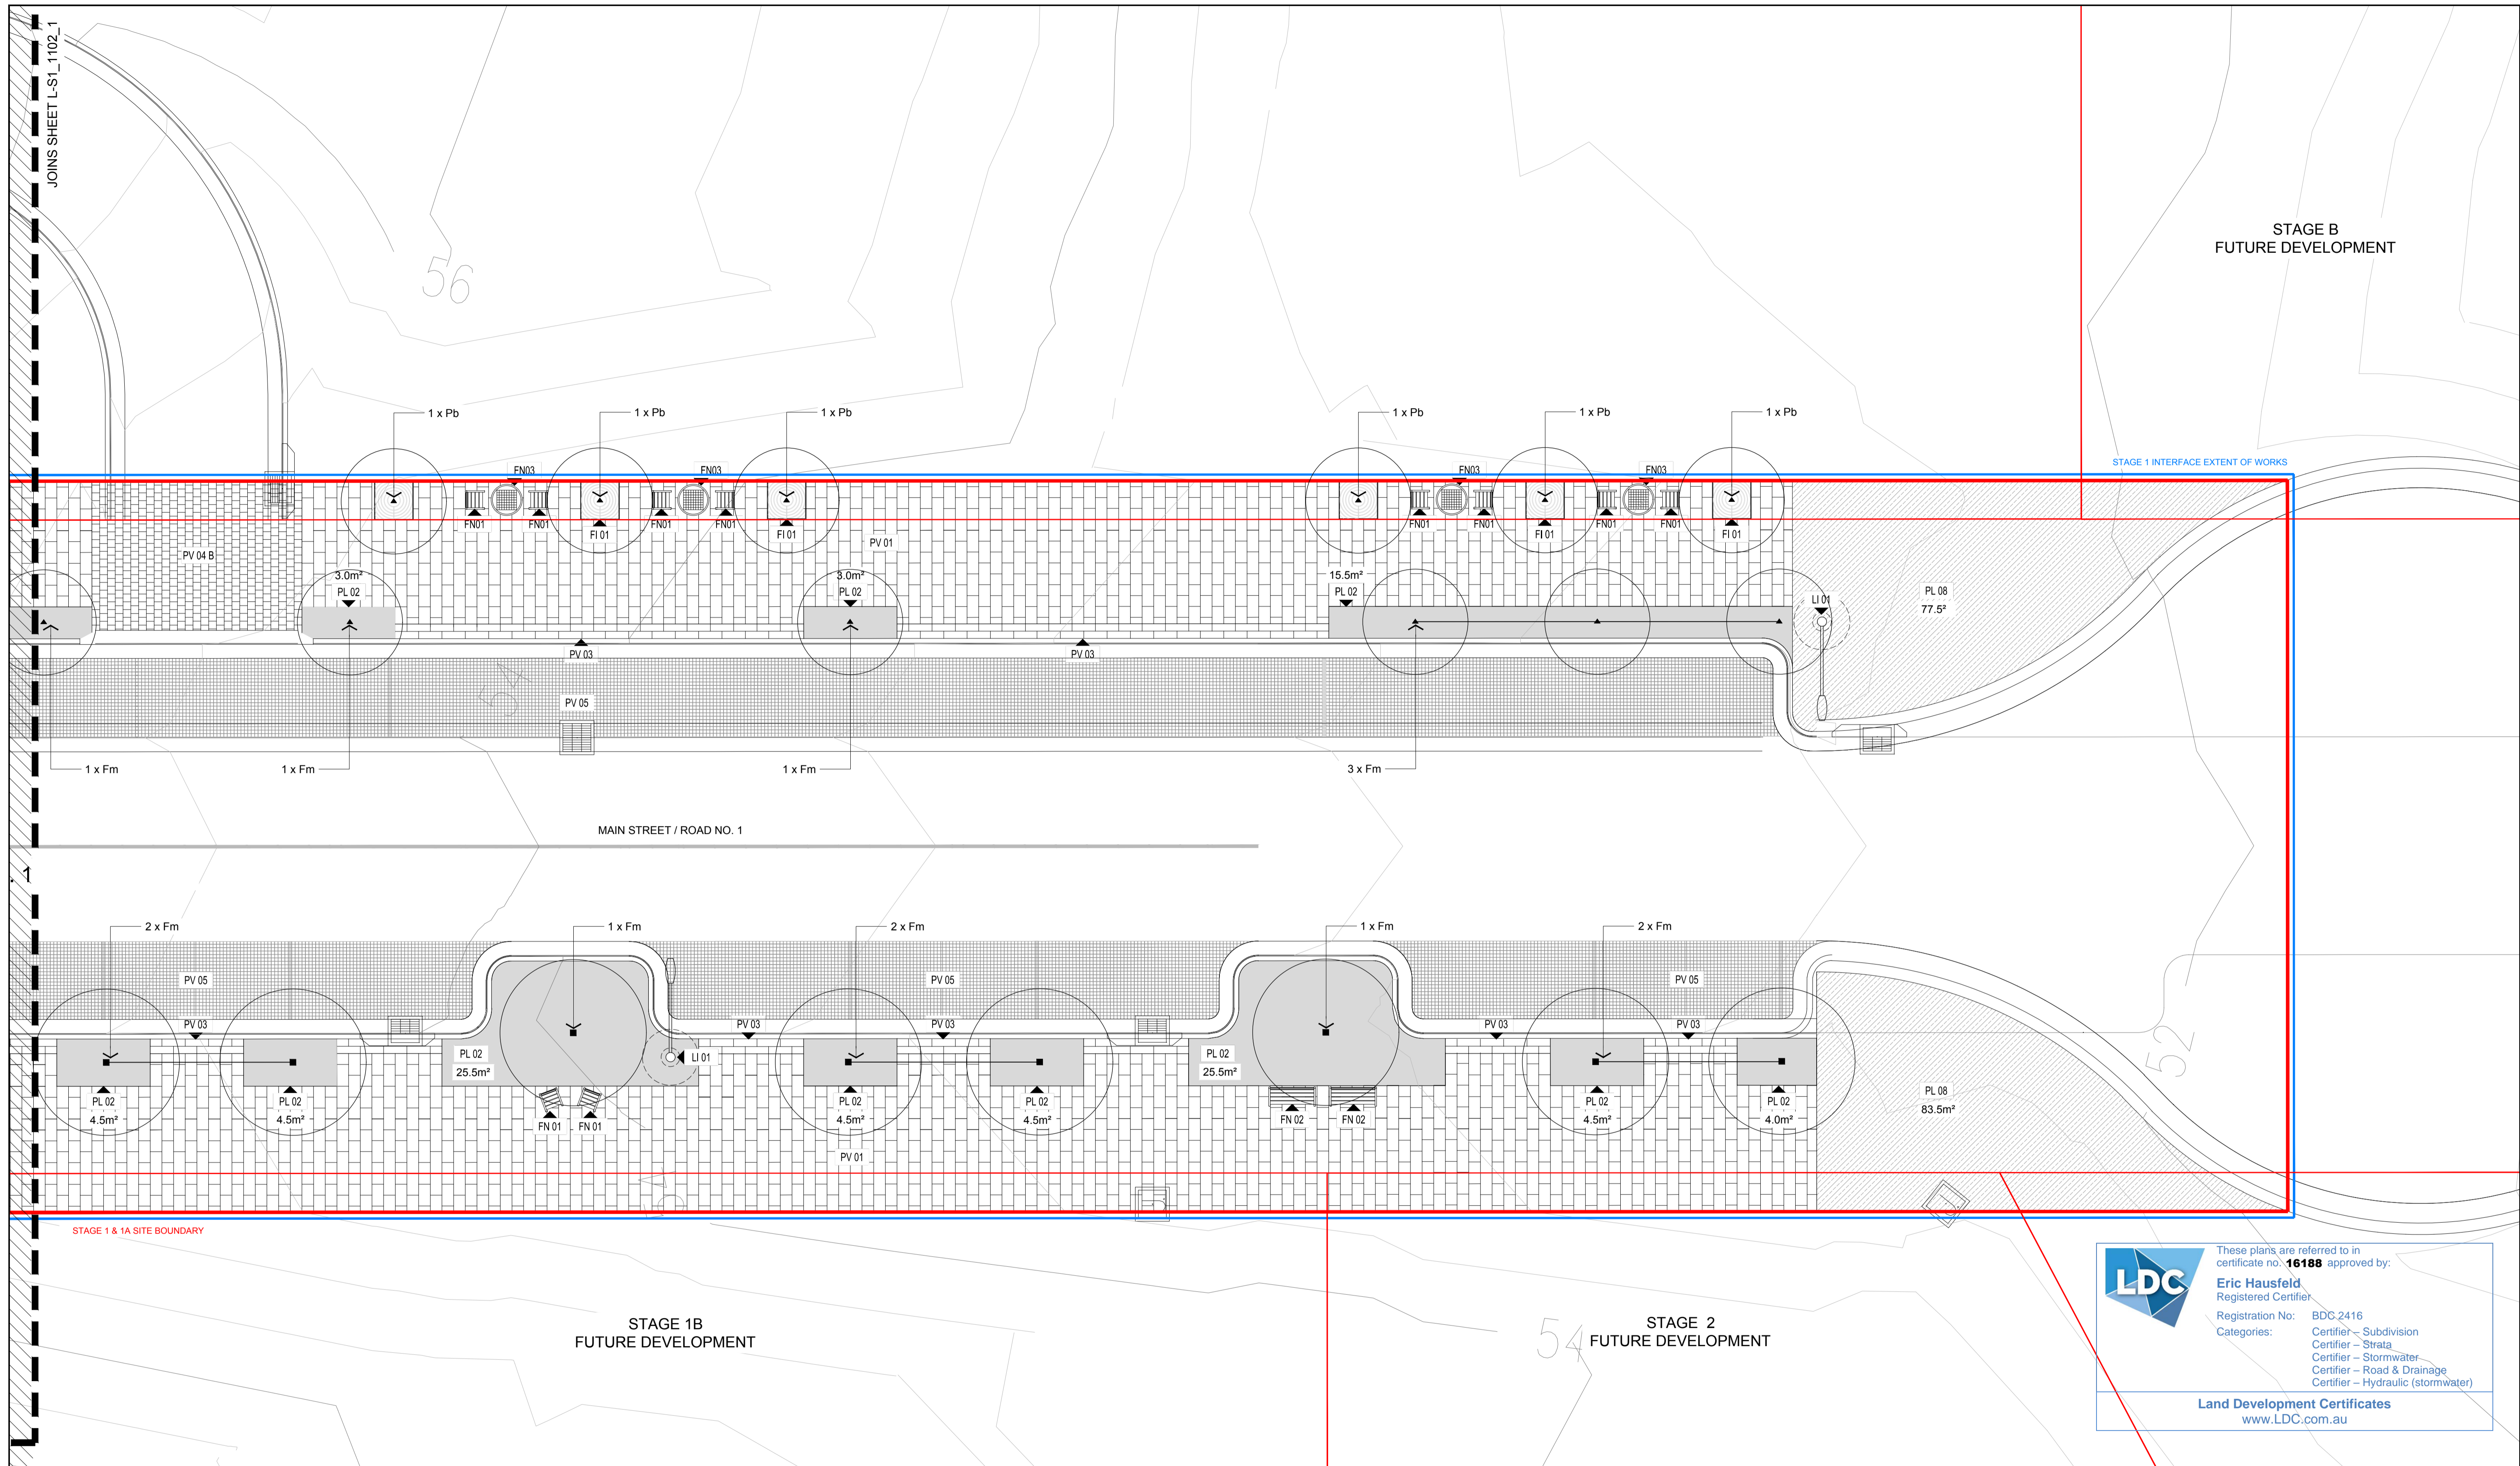 JOINS SHEET L-S1_1102_1
56
STAGE B
FUTURE DEVELOPMENT
1 x Pb
1 x Pb
1 x Pb
1 x Pb
1 x Pb
1 x Pb
STAGE 1 INTERFACE EXTENT OF WORKS
FN03
FN03
FN03
FN03
FN01
FN01
FN01
FN01
FN01
FN01
FN01
FN01
FI 01
FI 01
FI 01
FI 01
PV 04 B
PV 01
3.0m²
PL 02
3.0m²
PL 02
15.5m²
PL 02
LI 01
PL 08
77.5²
PV 03
PV 03
PV 05
1 x Fm
1 x Fm
1 x Fm
3 x Fm
MAIN STREET / ROAD NO. 1
. 1
2 x Fm
1 x Fm
2 x Fm
1 x Fm
2 x Fm
PV 05
PV 05
PV 05
PV 03
PV 03
PV 03
PV 03
PV 03
PL 02
25.5m²
LI 01
PL 02
25.5m²
52
PL 02
4.5m²
PL 02
4.5m²
FN 01
FN 01
PL 02
4.5m²
PL 02
4.5m²
FN 02
FN 02
PL 02
4.5m²
PL 02
4.0m²
PL 08
83.5m²
PV 01
STAGE 1 & 1A SITE BOUNDARY
STAGE 1B
FUTURE DEVELOPMENT
54
STAGE 2
FUTURE DEVELOPMENT
LDC
These plans are referred to in
certificate no. 16188 approved by:
Eric Hausfeld
Registered Certifier
Registration No: BDC 2416
Categories: Certifier – Subdivision
Certifier – Strata
Certifier – Stormwater
Certifier – Road & Drainage
Certifier – Hydraulic (stormwater)
Land Development Certificates
www.LDC.com.au